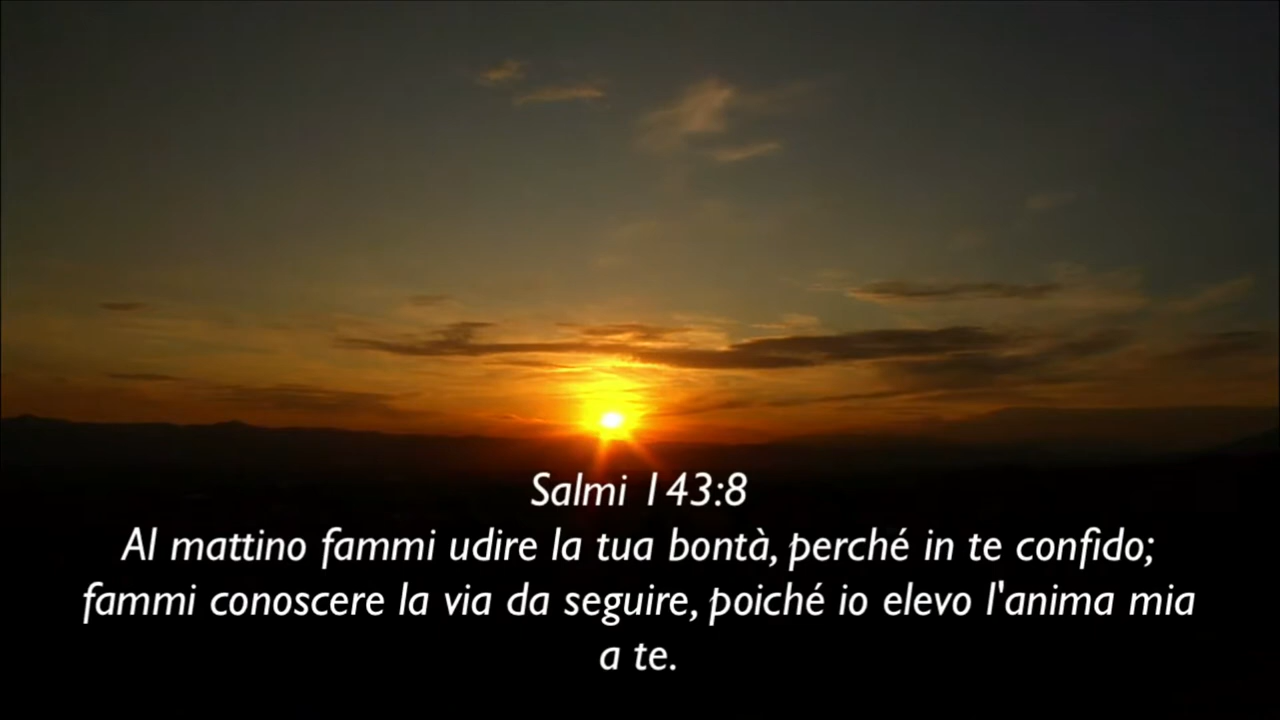 Salmi 143:8
Al mattino fammi udire la tua bontà, perché in te confido;
fammi conoscere la via da seguire, poiché io elevo l'anima mia
a te.